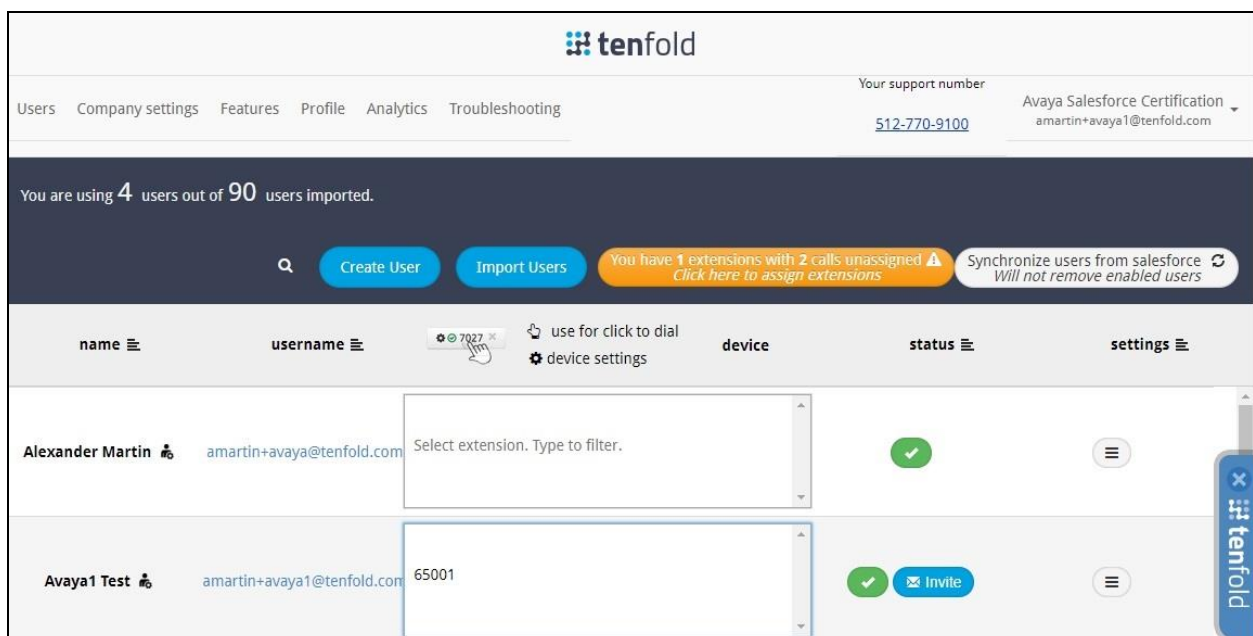 tenfold
Your support number
Users Company settings Features Profile Analytics Troubleshooting
512-770-9100
Avaya Salesforce Certification
amartin+avaya1@tenfold.com
You are using 4 users out of 90 users imported.
Create User
Import Users
You have 1 extensions with 2 calls unassigned
Click here to assign extensions
Synchronize users from salesforce
Will not remove enabled users
name
username
7027
use for click to dial
device settings
device
status
settings
Alexander Martin
amartin+avaya@tenfold.com
Select extension. Type to filter.
Avaya1 Test
amartin+avaya1@tenfold.com
65001
Invite
tenfold